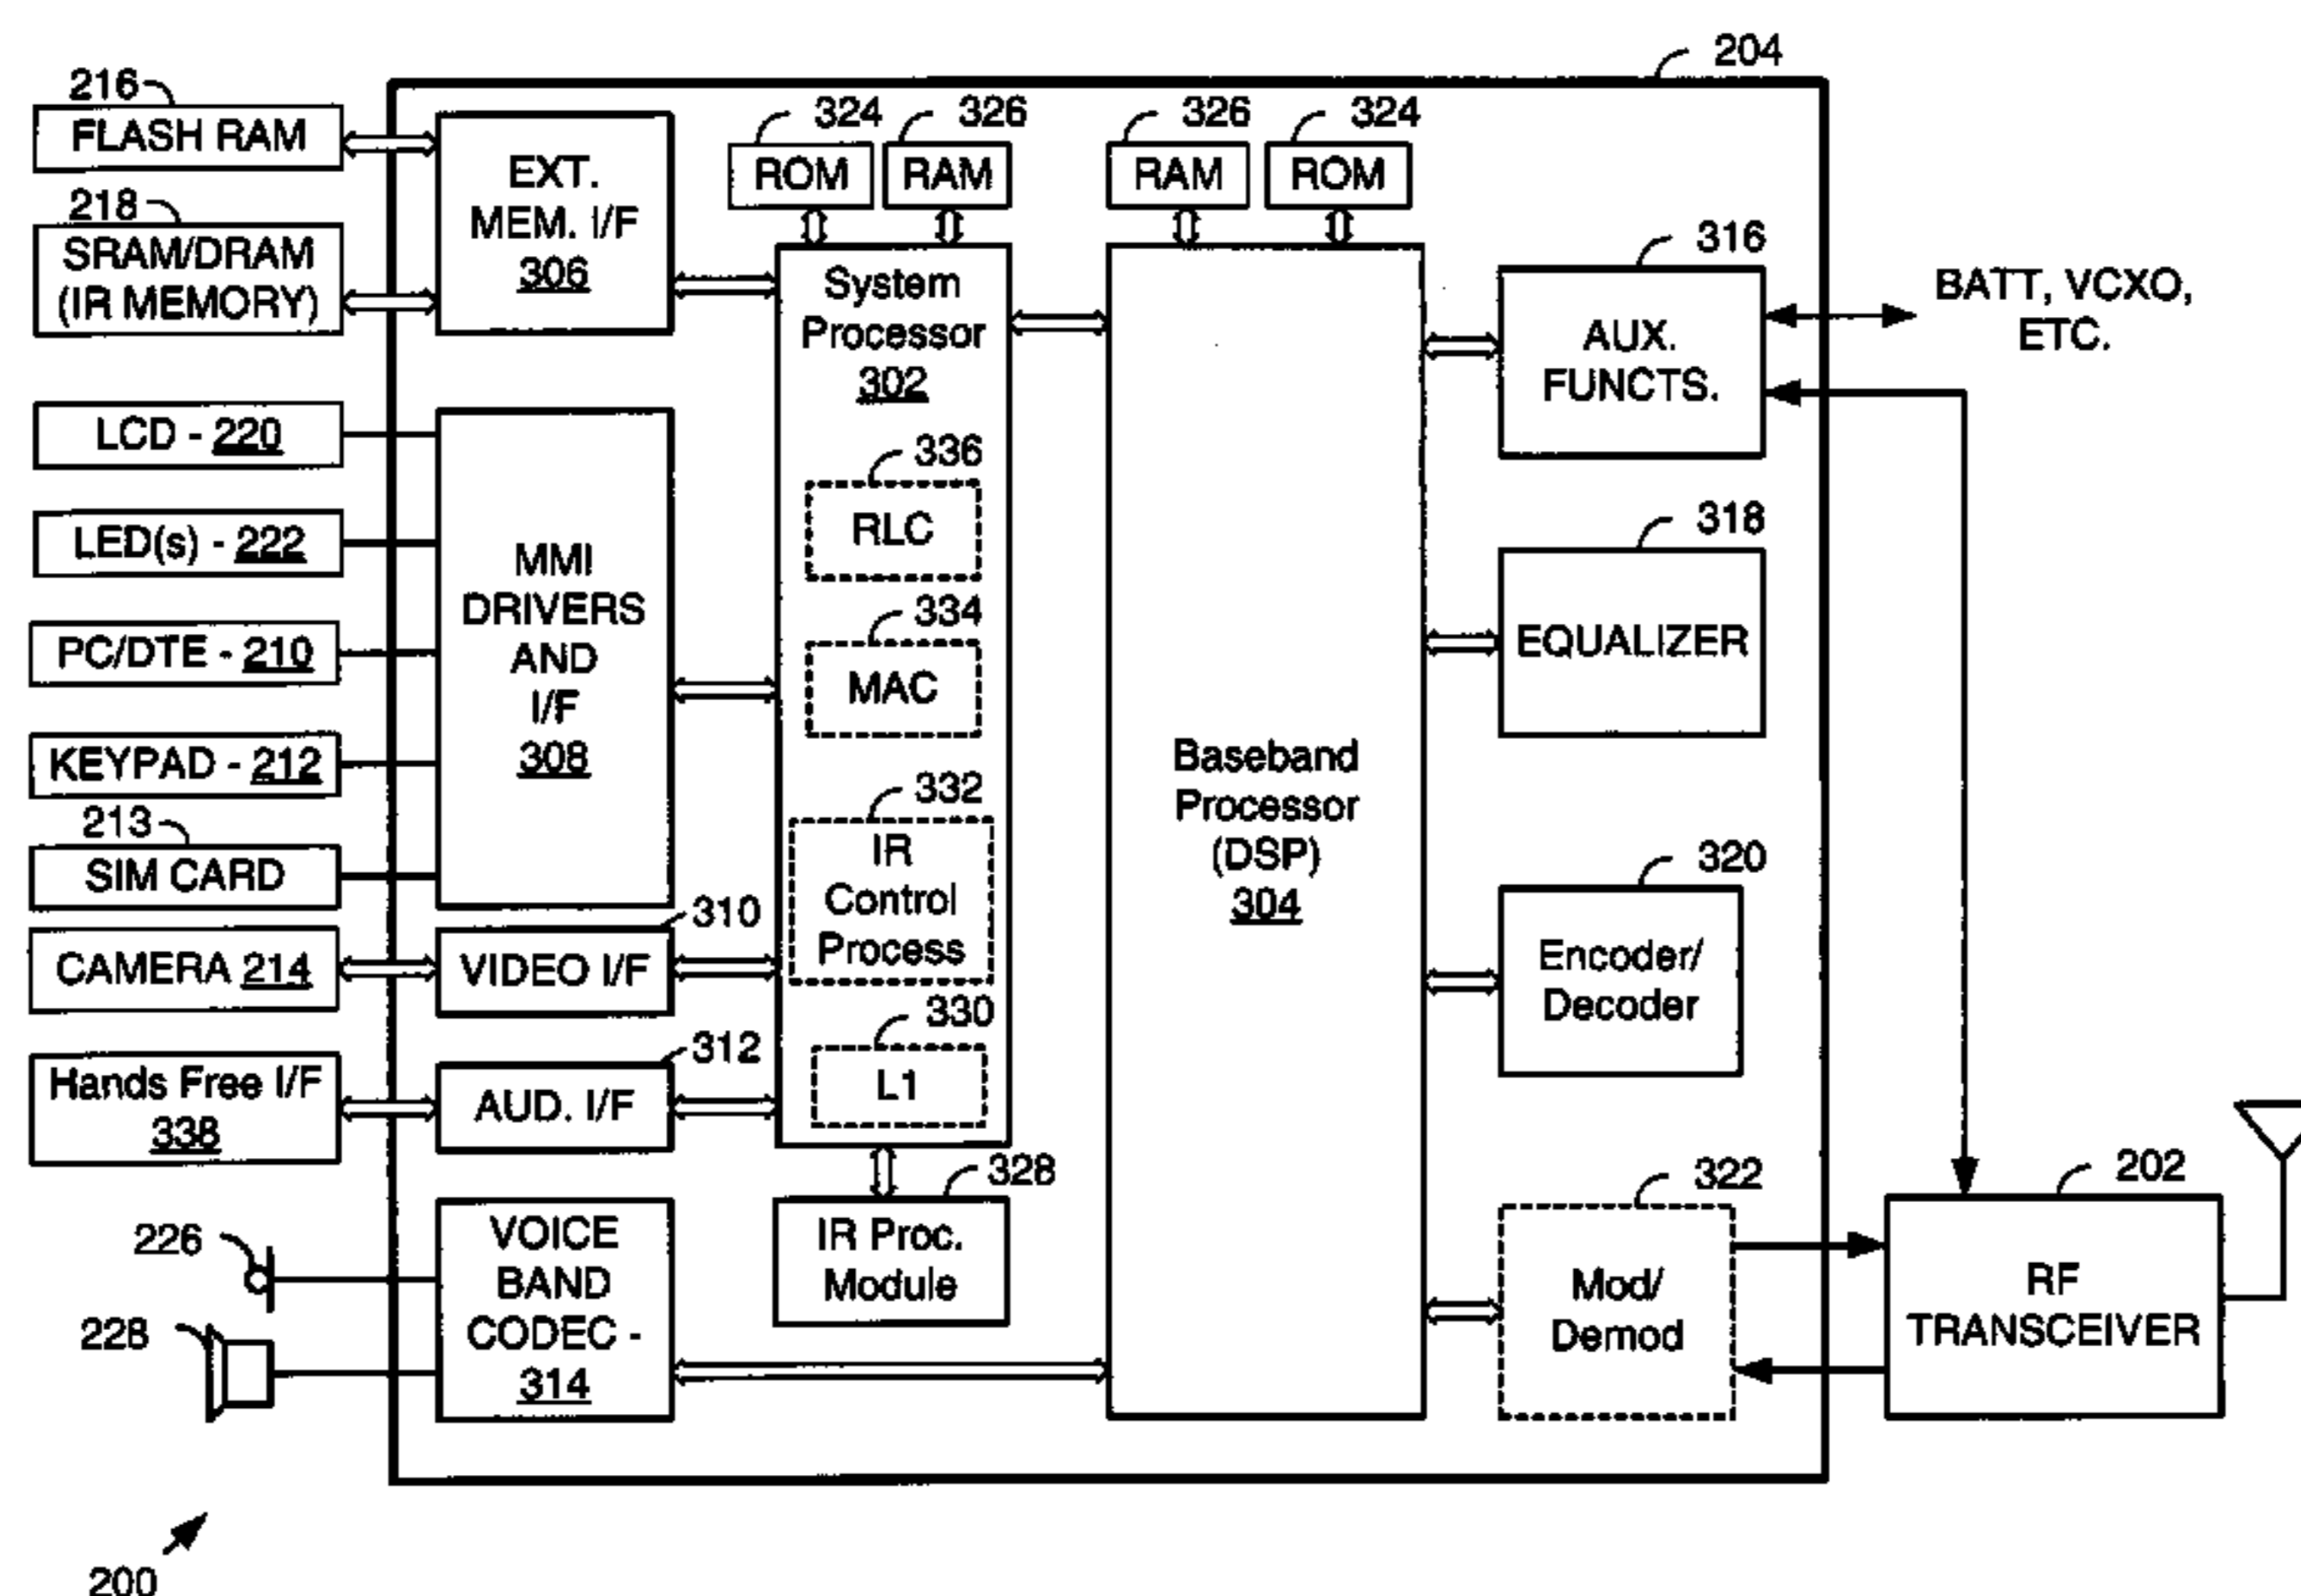 204
216
FLASH RAM
218
SRAM/DRAM
(IR MEMORY)
LCD - 220
LED(s) - 222
PC/DTE - 210
KEYPAD - 212
213
SIM CARD
CAMERA 214
Hands Free I/F
338
226
228
EXT.
MEM. I/F
306
MMI
DRIVERS
AND
I/F
308
310
VIDEO I/F
312
AUD. I/F
VOICE
BAND
CODEC -
314
324
ROM
326
RAM
System
Processor
302
336
RLC
334
MAC
332
IR
Control
Process
330
L1
328
IR Proc.
Module
326
RAM
324
ROM
Baseband
Processor
(DSP)
304
316
AUX.
FUNCTS.
318
EQUALIZER
320
Encoder/
Decoder
322
Mod/
Demod
BATT, VCXO,
ETC.
202
RF
TRANSCEIVER
200